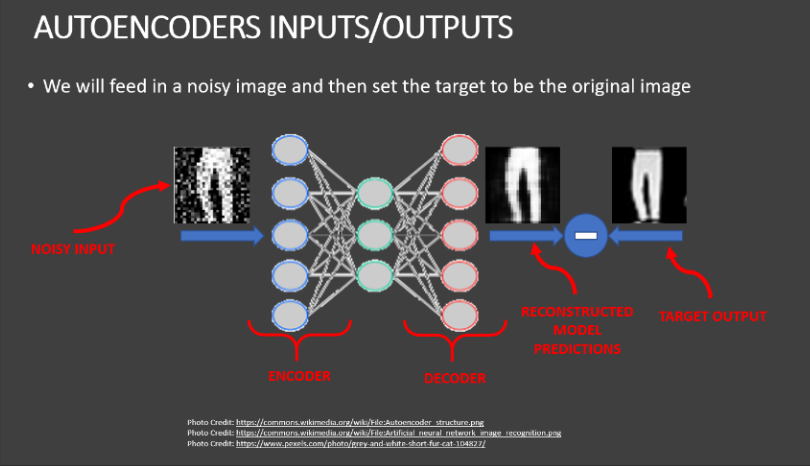 AUTOENCODERS INPUTS/OUTPUTS
• We will feed in a noisy image and then set the target to be the original image
NOISY INPUT
ENCODER
DECODER
RECONSTRUCTED
MODEL
PREDICTIONS
TARGET OUTPUT
Photo Credit: https://commons.wikimedia.org/wiki/File:Autoencoder_structure.png
Photo Credit: https://commons.wikimedia.org/wiki/File:Artificial_neural_network_image_recognition.png
Photo Credit: https://www.pexels.com/photo/grey-and-white-short-fur-cat-104827/